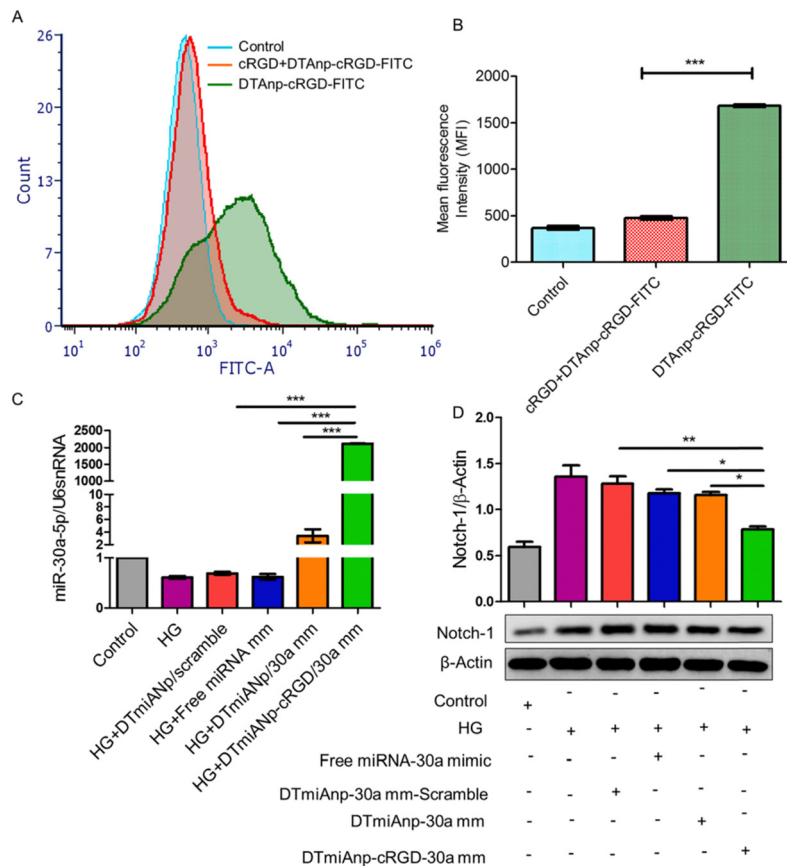 A
26
20
13
7
0
Count
10¹ 10² 10³ 10⁴ 10⁵ 10⁶
FITC-A
Control
cRGD+DTAnp-cRGD-FITC
DTAnp-cRGD-FITC
B
***
2000
1500
1000
500
0
Mean fluorescence
Intensity (MFI)
Control
cRGD+DTAnp-cRGD-FITC
DTAnp-cRGD-FITC
C
***
***
***
2500
2000
1500
1000
10
8
6
4
2
1
0
miR-30a-5p/U6snRNA
Control
HG
HG+DTmiANp/scramble
HG+Free miRNA mm
HG+DTmiANp/30a mm
HG+DTmiANp-cRGD/30a mm
D
**
*
*
2.0
1.5
1.0
0.5
0.0
Notch-1/β-Actin
Notch-1
β-Actin
Control + - - - - -
HG - + + + + +
Free miRNA-30a mimic - - - + - -
DTmiAnp-30a mm-Scramble - - + - - -
DTmiAnp-30a mm - - - - + -
DTmiAnp-cRGD-30a mm - - - - - +